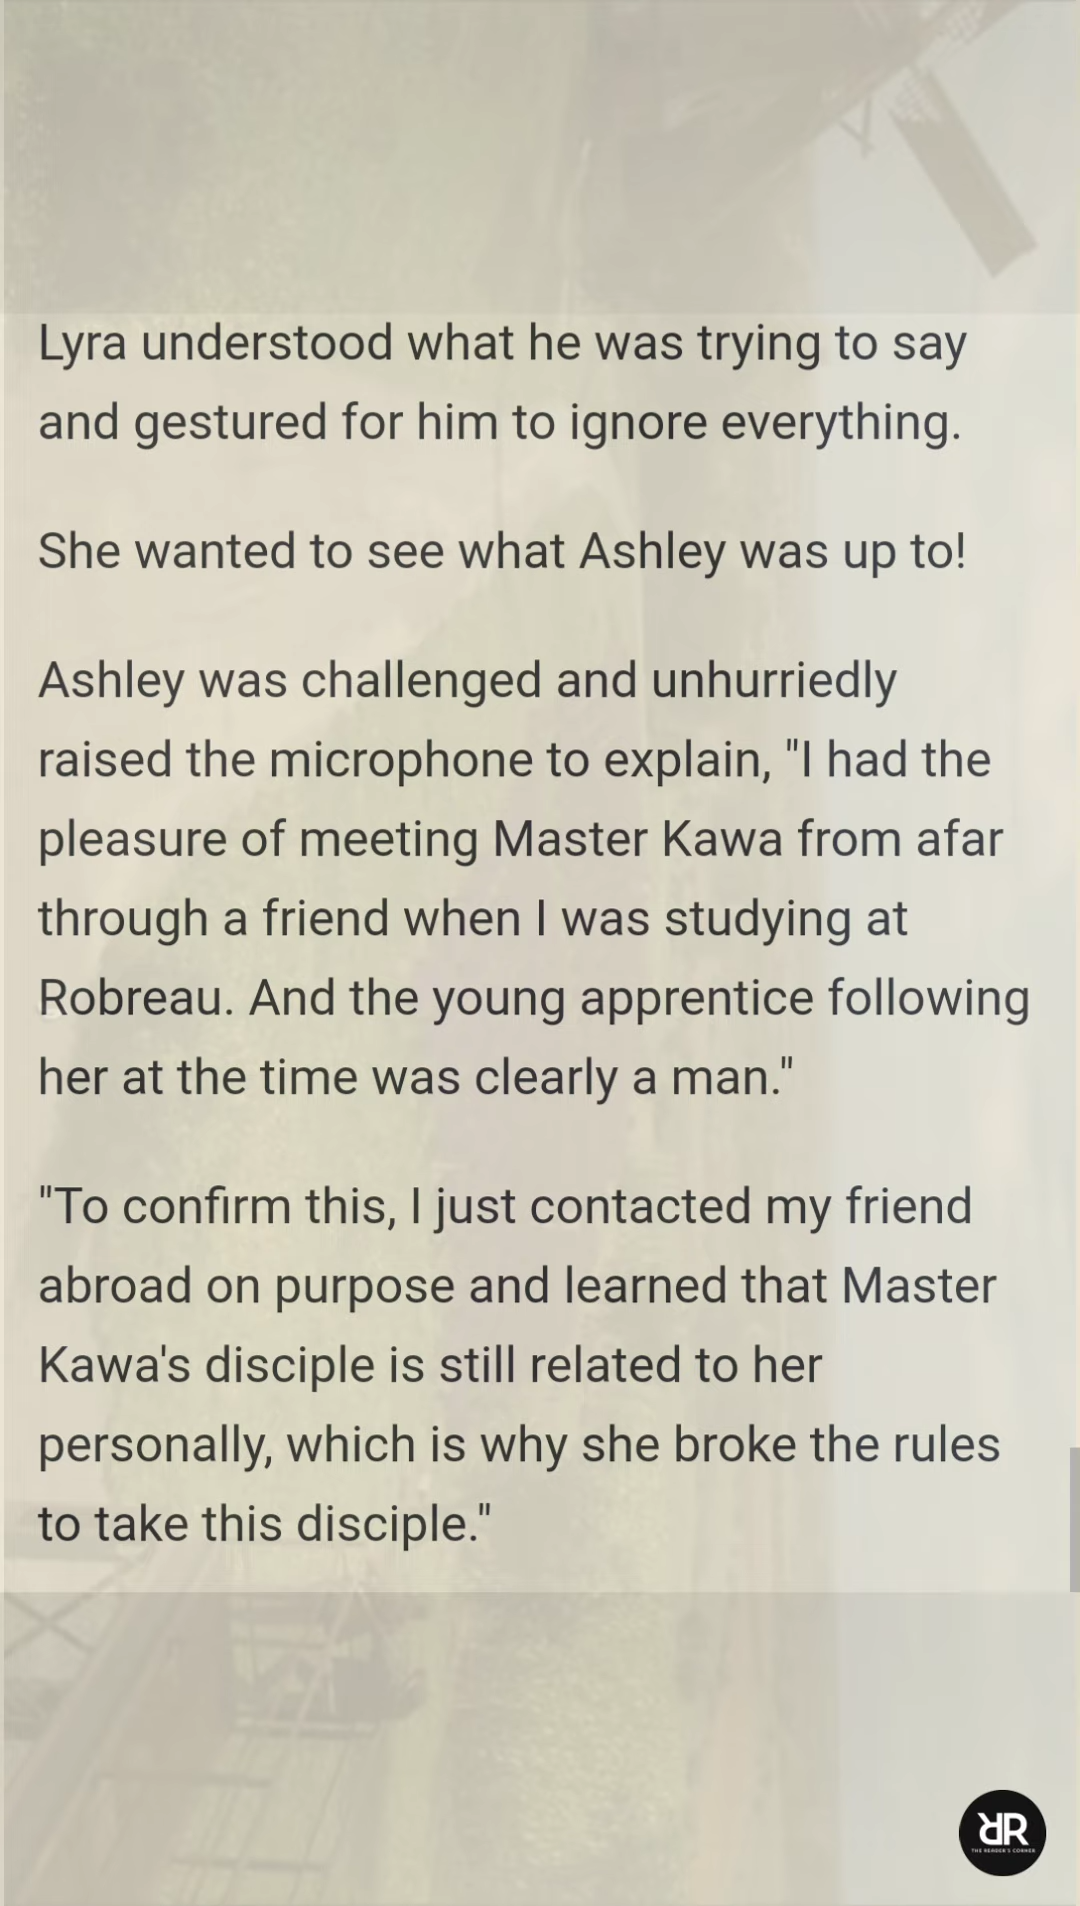 Lyra understood what he was trying to say
and gestured for him to ignore everything.
She wanted to see what Ashley was up to!
Ashley was challenged and unhurriedly
raised the microphone to explain, "I had the
pleasure of meeting Master Kawa from afar
through a friend when I was studying at
Robreau. And the young apprentice following
her at the time was clearly a man."
"To confirm this, I just contacted my friend
abroad on purpose and learned that Master
Kawa's disciple is still related to her
personally, which is why she broke the rules
to take this disciple."
RR
THE READER'S CORNER